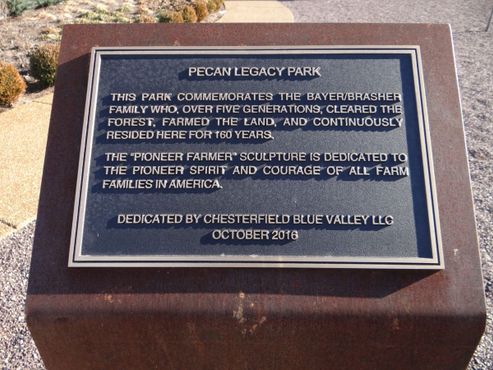 PECAN LEGACY PARK
THIS PARK COMMEMORATES THE BAYER/BRASHER
FAMILY WHO, OVER FIVE GENERATIONS, CLEARED THE
FOREST, FARMED THE LAND, AND CONTINUOUSLY
RESIDED HERE FOR 160 YEARS.
THE "PIONEER FARMER" SCULPTURE IS DEDICATED TO
THE PIONEER SPIRIT AND COURAGE OF ALL FARM
FAMILIES IN AMERICA.
DEDICATED BY CHESTERFIELD BLUE VALLEY LLC
OCTOBER 2016